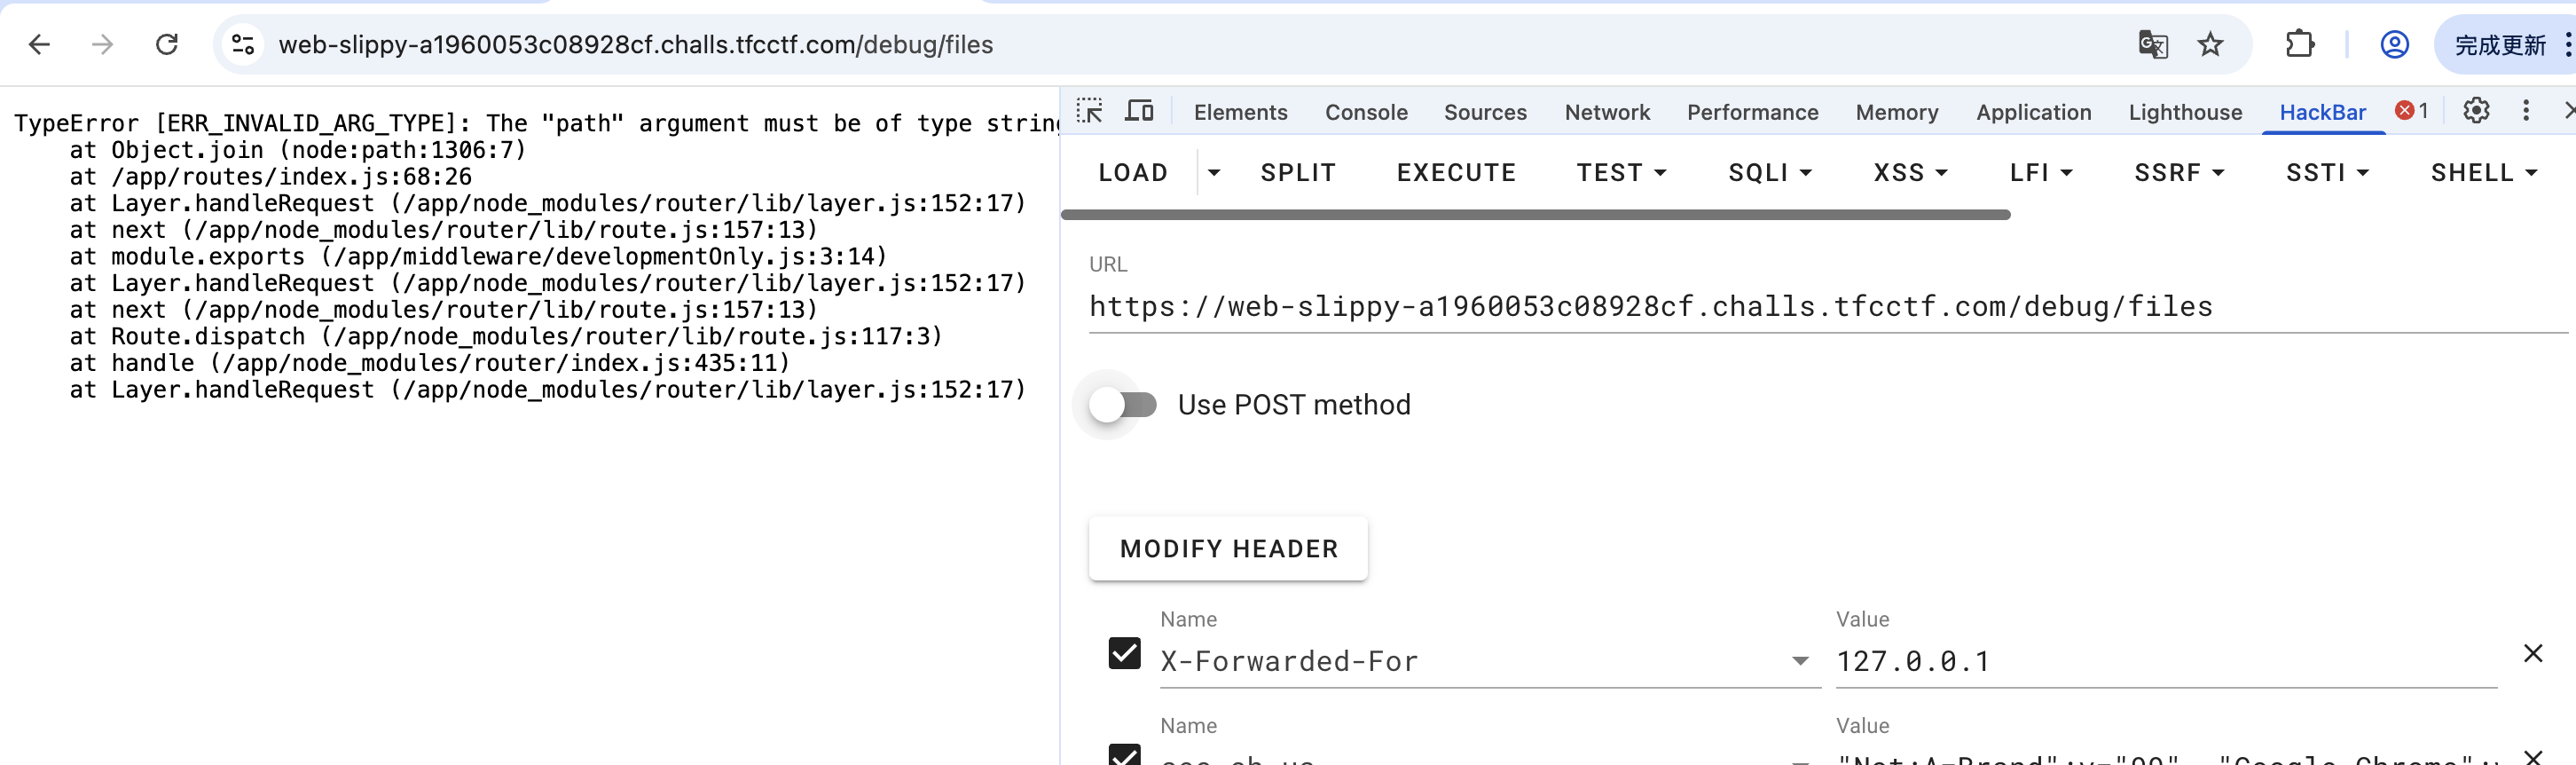 web-slippy-a1960053c08928cf.challs.tfcctf.com/debug/files
完成更新
TypeError [ERR_INVALID_ARG_TYPE]: The "path" argument must be of type string
at Object.join (node:path:1306:7)
at /app/routes/index.js:68:26
at Layer.handleRequest (/app/node_modules/router/lib/layer.js:152:17)
at next (/app/node_modules/router/lib/route.js:157:13)
at module.exports (/app/middleware/developmentOnly.js:3:14)
at Layer.handleRequest (/app/node_modules/router/lib/layer.js:152:17)
at next (/app/node_modules/router/lib/route.js:157:13)
at Route.dispatch (/app/node_modules/router/lib/route.js:117:3)
at handle (/app/node_modules/router/index.js:435:11)
at Layer.handleRequest (/app/node_modules/router/lib/layer.js:152:17)
Elements Console Sources Network Performance Memory Application Lighthouse HackBar 1
LOAD SPLIT EXECUTE TEST SQLI XSS LFI SSRF SSTI SHELL
URL
https://web-slippy-a1960053c08928cf.challs.tfcctf.com/debug/files
Use POST method
MODIFY HEADER
Name Value
X-Forwarded-For 127.0.0.1
Name Value